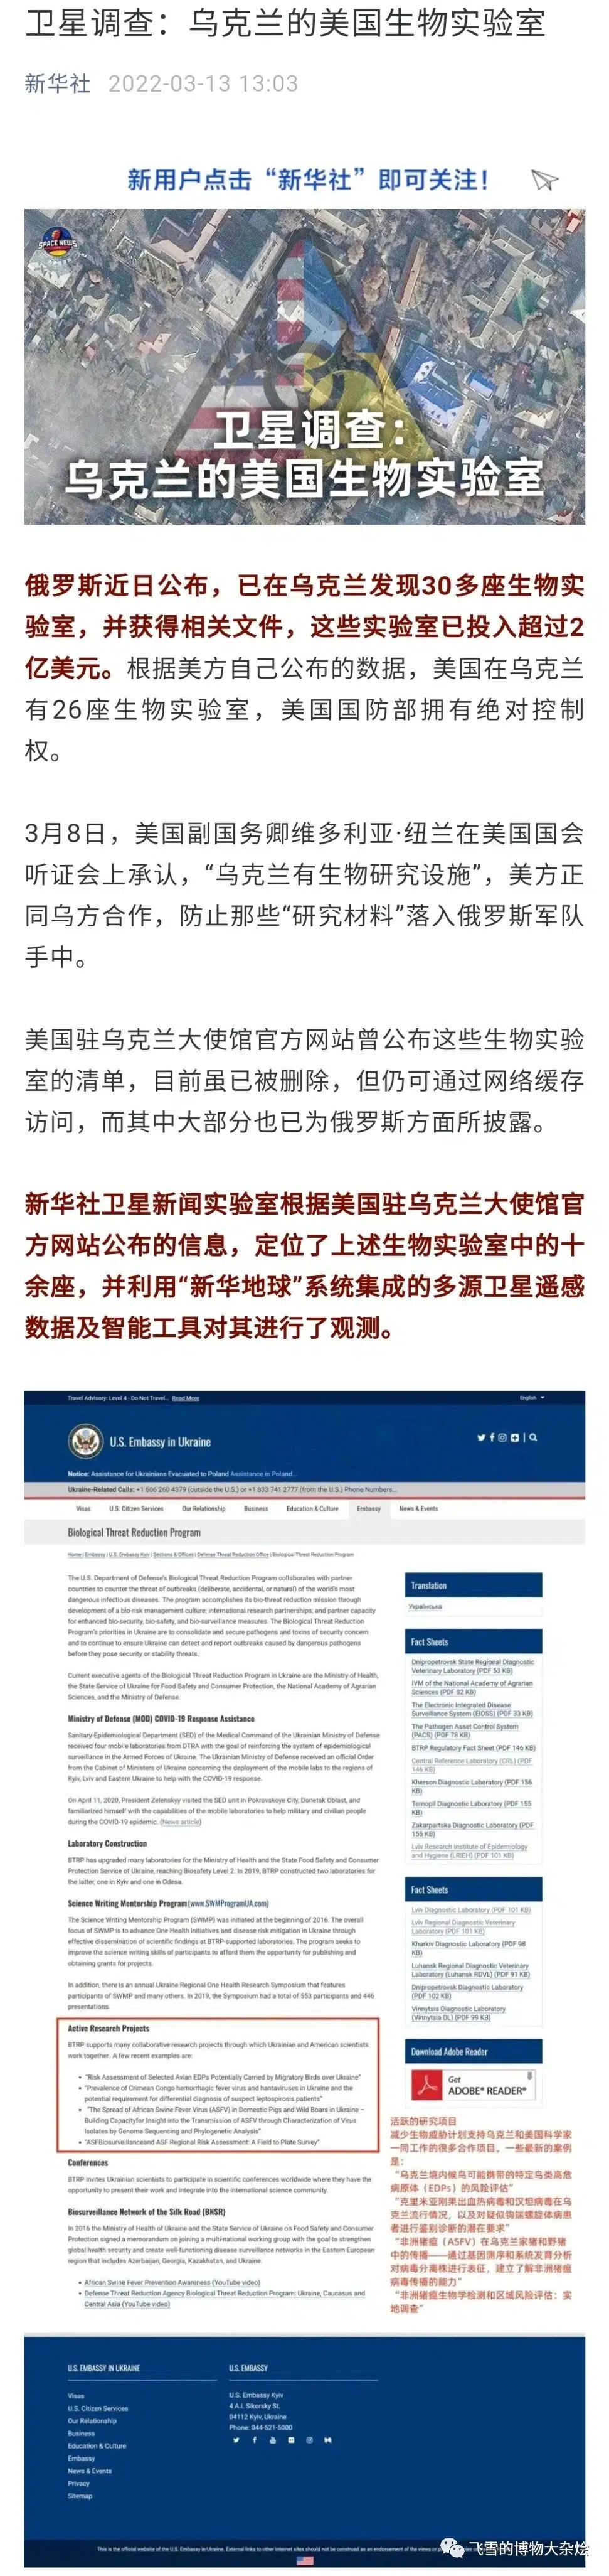 卫星调查：乌克兰的美国生物实验室
新华社 2022-03-13 13:03
新用户点击“新华社”即可关注！
SPACE NEWS
卫星调查：
乌克兰的美国生物实验室
俄罗斯近日公布，已在乌克兰发现30多座生物实
验室，并获得相关文件，这些实验室已投入超过2
亿美元。根据美方自己公布的数据，美国在乌克兰
有26座生物实验室，美国国防部拥有绝对控制
权。
3月8日，美国副国务卿维多利亚·纽兰在美国国会
听证会上承认，“乌克兰有生物研究设施”，美方正
同乌方合作，防止那些“研究材料”落入俄罗斯军队
手中。
美国驻乌克兰大使馆官方网站曾公布这些生物实验
室的清单，目前虽已被删除，但仍可通过网络缓存
访问，而其中大部分也已为俄罗斯方面所披露。
新华社卫星新闻实验室根据美国驻乌克兰大使馆官
方网站公布的信息，定位了上述生物实验室中的十
余座，并利用“新华地球”系统集成的多源卫星遥感
数据及智能工具对其进行了观测。
Travel Advisory: Level 4 - Do Not Travel... Read More
English
U.S. Embassy in Ukraine
Notice: Assistance for Ukrainians Evacuated to Poland Assistance in Poland...
Ukraine-Related Calls: +1 606 260 4379 (outside the U.S.) or +1 833 741 2777 (from the U.S.) Phone Numbers...
Visas U.S. Citizen Services Our Relationship Business Education & Culture Embassy News & Events
Biological Threat Reduction Program
Home | Embassy | U.S. Embassy Kyiv | Sections & Offices | Defense Threat Reduction Office | Biological Threat Reduction Program
The U.S. Department of Defense's Biological Threat Reduction Program collaborates with partner
countries to counter the threat of outbreaks (deliberate, accidental, or natural) of the world's most
dangerous infectious diseases. The program accomplishes its bio-threat reduction mission through
development of a bio-risk management culture; international research partnerships; and partner capacity
for enhanced bio-security, bio-safety, and bio-surveillance measures. The Biological Threat Reduction
Program's priorities in Ukraine are to consolidate and secure pathogens and toxins of security concern
and to continue to ensure Ukraine can detect and report outbreaks caused by dangerous pathogens
before they pose security or stability threats.
Current executive agents of the Biological Threat Reduction Program in Ukraine are the Ministry of Health,
the State Service of Ukraine for Food Safety and Consumer Protection, the National Academy of Agrarian
Sciences, and the Ministry of Defense.
Ministry of Defense (MOD) COVID-19 Response Assistance
Sanitary-Epidemiological Department (SED) of the Medical Command of the Ukrainian Ministry of Defense
received four mobile laboratories from DTRA with the goal of reinforcing the system of epidemiological
surveillance in the Armed Forces of Ukraine. The Ukrainian Ministry of Defense received an official Order
from the Cabinet of Ministers of Ukraine concerning the deployment of the mobile labs to the regions of
Kyiv, Lviv and Eastern Ukraine to help with the COVID-19 response.
On April 11, 2020, President Zelenskyy visited the SED unit in Pokrovskoye City, Donetsk Oblast, and
familiarized himself with the capabilities of the mobile laboratories to help military and civilian people
during the COVID-19 epidemic. (News article)
Laboratory Construction
BTRP has upgraded many laboratories for the Ministry of Health and the State Food Safety and Consumer
Protection Service of Ukraine, reaching Biosafety Level 2. In 2019, BTRP constructed two laboratories for
the latter, one in Kyiv and one in Odesa.
Science Writing Mentorship Program (www.SWMProgramUA.com)
The Science Writing Mentorship Program (SWMP) was initiated at the beginning of 2016. The overall
focus of SWMP is to advance One Health initiatives and disease risk mitigation in Ukraine through
effective dissemination of scientific findings at BTRP-supported laboratories. The program seeks to
improve the science writing skills of participants to afford them the opportunity for publishing and
obtaining grants for projects.
In addition, there is an annual Ukraine Regional One Health Research Symposium that features
participants of SWMP and many others. In 2019, the Symposium had a total of 553 participants and 446
presentations.
Active Research Projects
BTRP supports many collaborative research projects through which Ukrainian and American scientists
work together. A few recent examples are:
“Risk Assessment of Selected Avian EDPs Potentially Carried by Migratory Birds over Ukraine”
“Prevalence of Crimean Congo hemorrhagic fever virus and hantaviruses in Ukraine and the
potential requirement for differential diagnosis of suspect leptospirosis patients”
“The Spread of African Swine Fever Virus (ASFV) in Domestic Pigs and Wild Boars in Ukraine –
Building Capacityfor Insight into the Transmission of ASFV through Characterization of Virus
Isolates by Genome Sequencing and Phylogenetic Analysis”
“ASFBiosurveillanceand ASF Regional Risk Assessment: A Field to Plate Survey”
Conferences
BTRP invites Ukrainian scientists to participate in scientific conferences worldwide where they have the
opportunity to present their work and integrate into the international science community.
Biosurveillance Network of the Silk Road (BNSR)
In 2016 the Ministry of Health of Ukraine and the State Service of Ukraine on Food Safety and Consumer
Protection signed a memorandum on joining a multi-national working group with the goal to strengthen
global health security and create well-functioning disease surveillance networks in the Eastern European
region that includes Azerbaijan, Georgia, Kazakhstan, and Ukraine.
African Swine Fever Prevention Awareness (YouTube video)
Defense Threat Reduction Agency Biological Threat Reduction Program: Ukraine, Caucasus and
Central Asia (YouTube video)
Translation
Українська
Fact Sheets
Dnipropetrovsk State Regional Diagnostic
Veterinary Laboratory (PDF 53 KB)
IVM of the National Academy of Agrarian
Sciences (PDF 82 KB)
The Electronic Integrated Disease
Surveillance System (EIDSS) (PDF 33 KB)
The Pathogen Asset Control System
(PACS) (PDF 78 KB)
BTRP Regulatory Fact Sheet (PDF 146 KB)
Central Reference Laboratory (CRL) (PDF
146 KB)
Kherson Diagnostic Laboratory (PDF 156
KB)
Ternopil Diagnostic Laboratory (PDF 155
KB)
Zakarpartska Diagnostic Laboratory (PDF
155 KB)
Lviv Research Institute of Epidemiology
and Hygiene (LRIEH) (PDF 101 KB)
Fact Sheets
Lviv Diagnostic Laboratory (PDF 101 KB)
Lviv Regional Diagnostic Veterinary
Laboratory (PDF 101 KB)
Kharkiv Diagnostic Laboratory (PDF 98
KB)
Luhansk Regional Diagnostic Veterinary
Laboratory (Luhansk RDVL) (PDF 91 KB)
Dnipropetrovsk Diagnostic Laboratory
(PDF 102 KB)
Vinnytsia Diagnostic Laboratory
(Vinnytsia DL) (PDF 99 KB)
Download Adobe Reader
Get
ADOBE® READER®
活跃的研究项目
减少生物威胁计划支持乌克兰和美国科学家
一同工作的很多合作项目。一些最新的案例
是：
“乌克兰境内候鸟可能携带的特定鸟类高危
病原体（EDPs）的风险评估”
“克里米亚刚果出血热病毒和汉坦病毒在乌
克兰流行情况，以及对疑似钩端螺旋体病患
者进行鉴别诊断的潜在要求”
“非洲猪瘟（ASFV）在乌克兰家猪和野猪
中的传播——通过基因测序和系统发育分析
对病毒分离株进行表征，建立了解非洲猪瘟
病毒传播的能力”
“非洲猪瘟生物学检测和区域风险评估：实
地调查”
U.S. EMBASSY IN UKRAINE
Visas
U.S. Citizen Services
Our Relationship
Business
Education & Culture
Embassy
News & Events
Privacy
Sitemap
U.S. EMBASSY
U.S. Embassy Kyiv
4 A.I. Sikorsky St.
04112 Kyiv, Ukraine
Phone: 044-521-5000
This is the official website of the U.S. Embassy in Ukraine. External links to other Internet sites should not be construed as an endorsement of the views or
飞雪的博物大杂烩